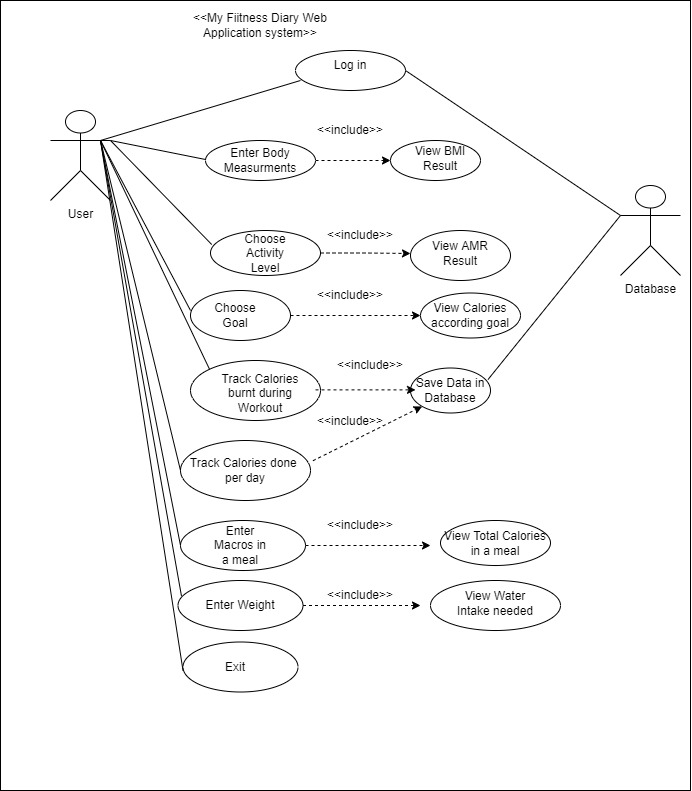 <<My Fiitness Diary Web
Application system>>
Log in
<<include>>
Enter Body
Measurments
View BMI
Result
User
<<include>>
Choose
Activity
Level
View AMR
Result
Database
<<include>>
Choose
Goal
View Calories
according goal
<<include>>
Track Calories
burnt during
Workout
Save Data in
Database
<<include>>
Track Calories done
per day
<<include>>
Enter
Macros in
a meal
View Total Calories
in a meal
<<include>>
Enter Weight
View Water
Intake needed
Exit